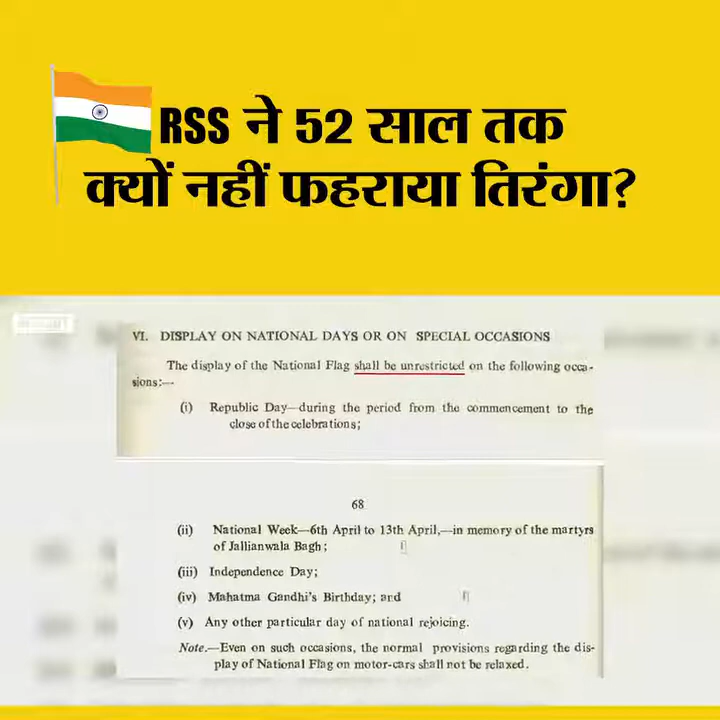 RSS ने 52 साल तक
क्यों नहीं फहराया तिरंगा?
VI. DISPLAY ON NATIONAL DAYS OR ON SPECIAL OCCASIONS
The display of the National Flag shall be unrestricted on the following occa-
sions:—
(i) Republic Day—during the period from the commencement to the
close of the celebrations;
68
(ii) National Week—6th April to 13th April,—in memory of the martyrs
of Jallianwala Bagh;
(iii) Independence Day;
(iv) Mahatma Gandhi's Birthday; and
(v) Any other particular day of national rejoicing.
Note.—Even on such occasions, the normal provisions regarding the dis-
play of National Flag on motor-cars shall not be relaxed.